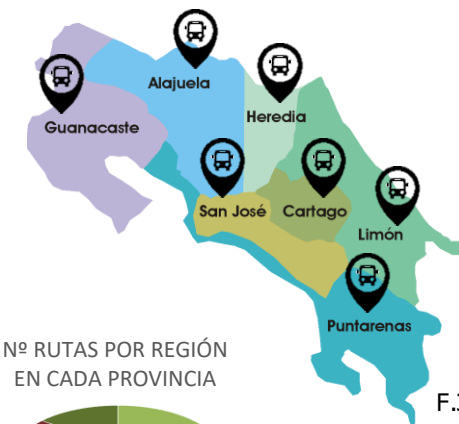 Alajuela
Heredia
Guanacaste
San José
Cartago
Limón
Puntarenas
Nº RUTAS POR REGIÓN
EN CADA PROVINCIA